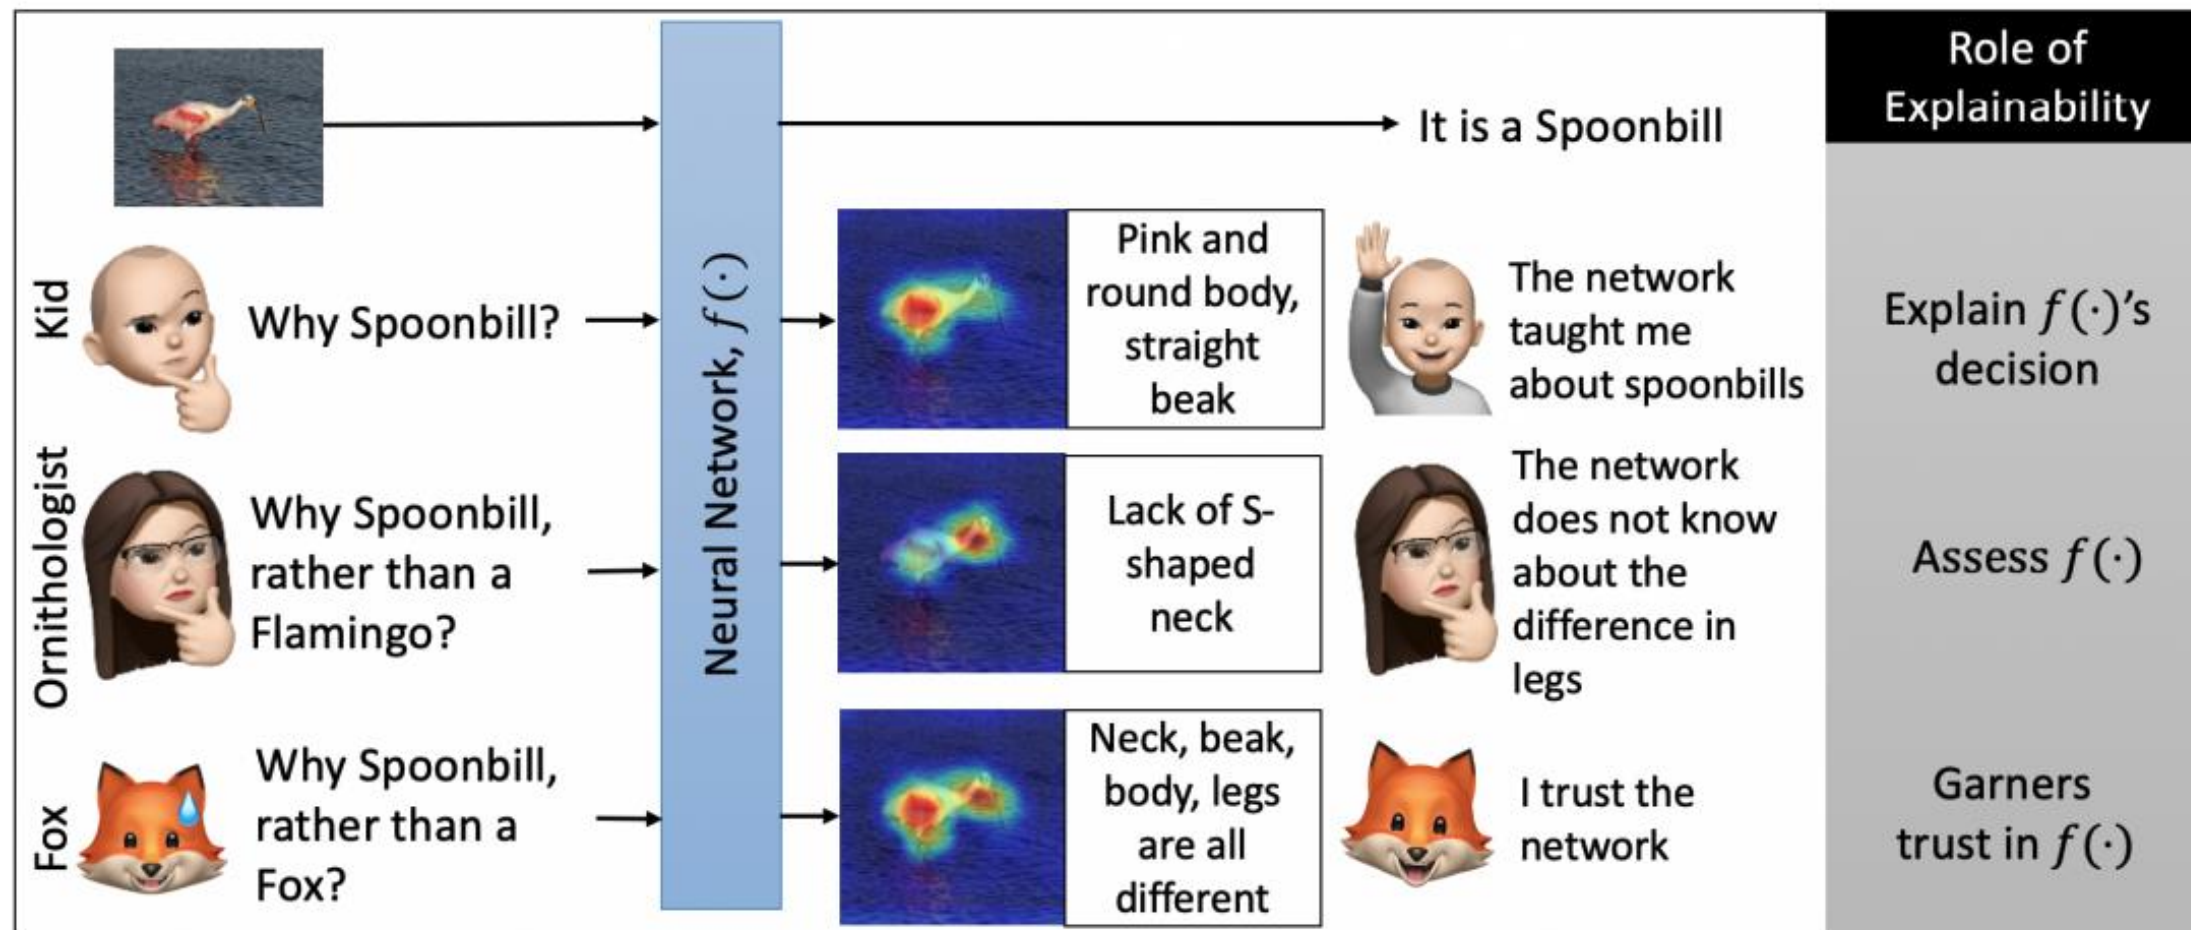 Role of
Explainability
It is a Spoonbill
Neural Network, f(·)
Kid
Why Spoonbill?
Pink and
round body,
straight
beak
The network
taught me
about spoonbills
Explain f(·)'s
decision
Ornithologist
Why Spoonbill,
rather than a
Flamingo?
Lack of S-
shaped
neck
The network
does not know
about the
difference in
legs
Assess f(·)
Fox
Why Spoonbill,
rather than a
Fox?
Neck, beak,
body, legs
are all
different
I trust the
network
Garners
trust in f(·)